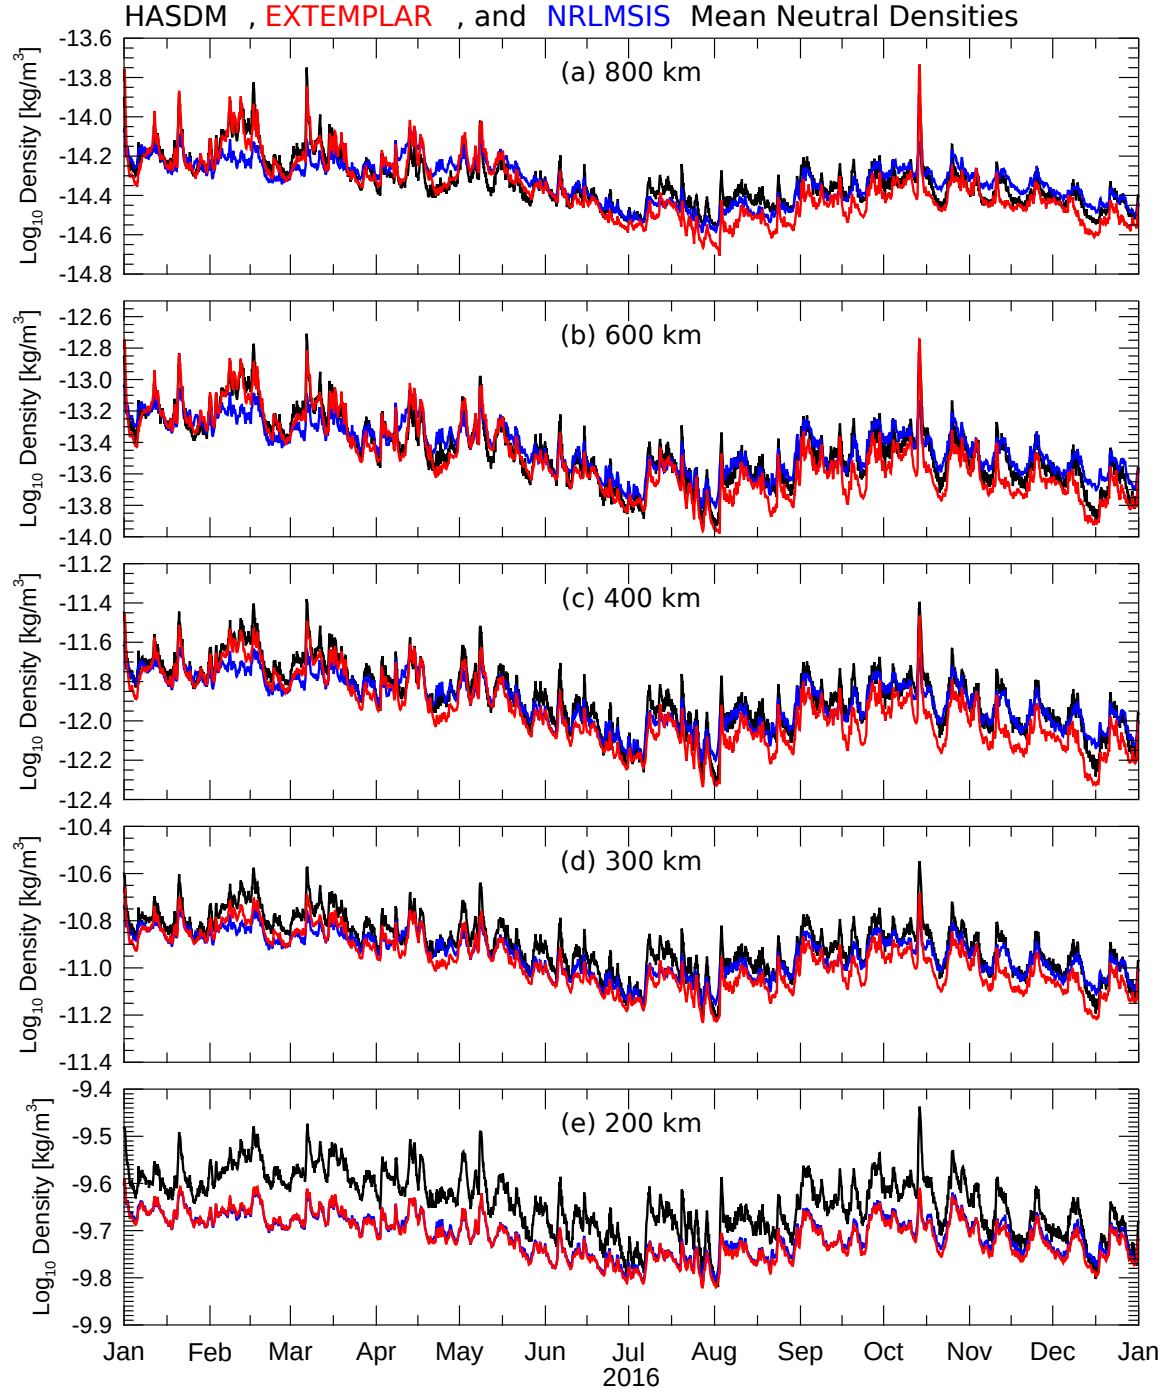 HASDM , EXTEMPLAR , and NRLMSIS Mean Neutral Densities
(a) 800 km
Log10 Density [kg/m3]
-13.6
-13.8
-14.0
-14.2
-14.4
-14.6
-14.8
(b) 600 km
Log10 Density [kg/m3]
-12.6
-12.8
-13.0
-13.2
-13.4
-13.6
-13.8
-14.0
(c) 400 km
Log10 Density [kg/m3]
-11.2
-11.4
-11.6
-11.8
-12.0
-12.2
-12.4
(d) 300 km
Log10 Density [kg/m3]
-10.4
-10.6
-10.8
-11.0
-11.2
-11.4
(e) 200 km
Log10 Density [kg/m3]
-9.4
-9.5
-9.6
-9.7
-9.8
-9.9
Jan Feb Mar Apr May Jun Jul Aug Sep Oct Nov Dec Jan
2016